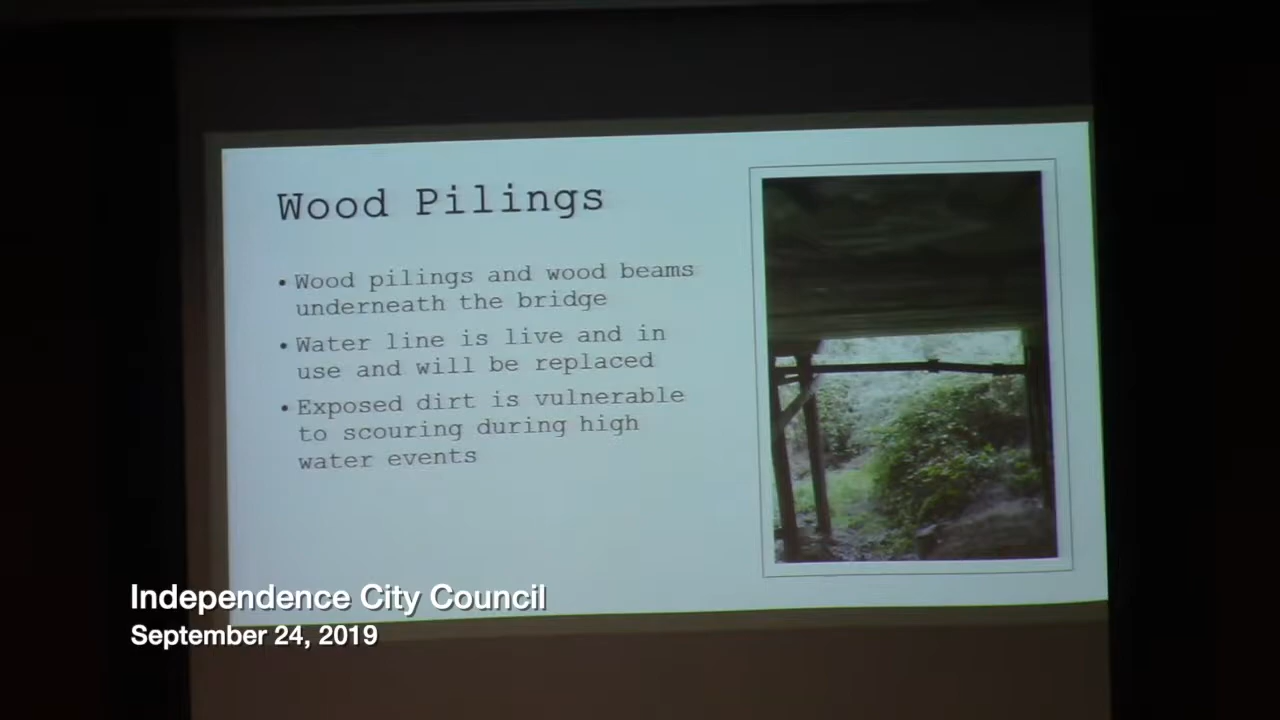 Wood Pilings
• Wood pilings and wood beams
underneath the bridge
• Water line is live and in
use and will be replaced
• Exposed dirt is vulnerable
to scouring during high
water events
Independence City Council
September 24, 2019